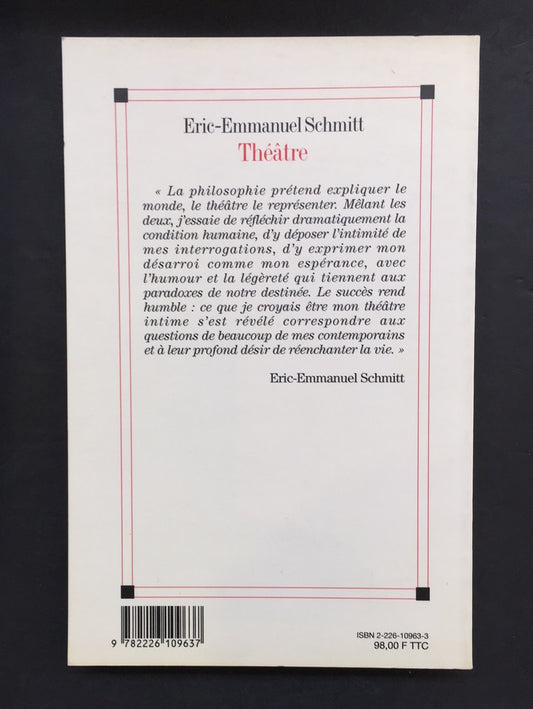 Eric-Emmanuel Schmitt
Théâtre
« La philosophie prétend expliquer le
monde, le théâtre le représenter. Mêlant les
deux, j'essaie de réfléchir dramatiquement la
condition humaine, d'y déposer l'intimité de
mes interrogations, d'y exprimer mon
désarroi comme mon espérance, avec
l'humour et la légèreté qui tiennent aux
paradoxes de notre destinée. Le succès rend
humble : ce que je croyais être mon théâtre
intime s'est révélé correspondre aux
questions de beaucoup de mes contemporains
et à leur profond désir de réenchanter la vie. »
Eric-Emmanuel Schmitt
9 782226 109637
ISBN 2-226-10963-3
98,00 F TTC